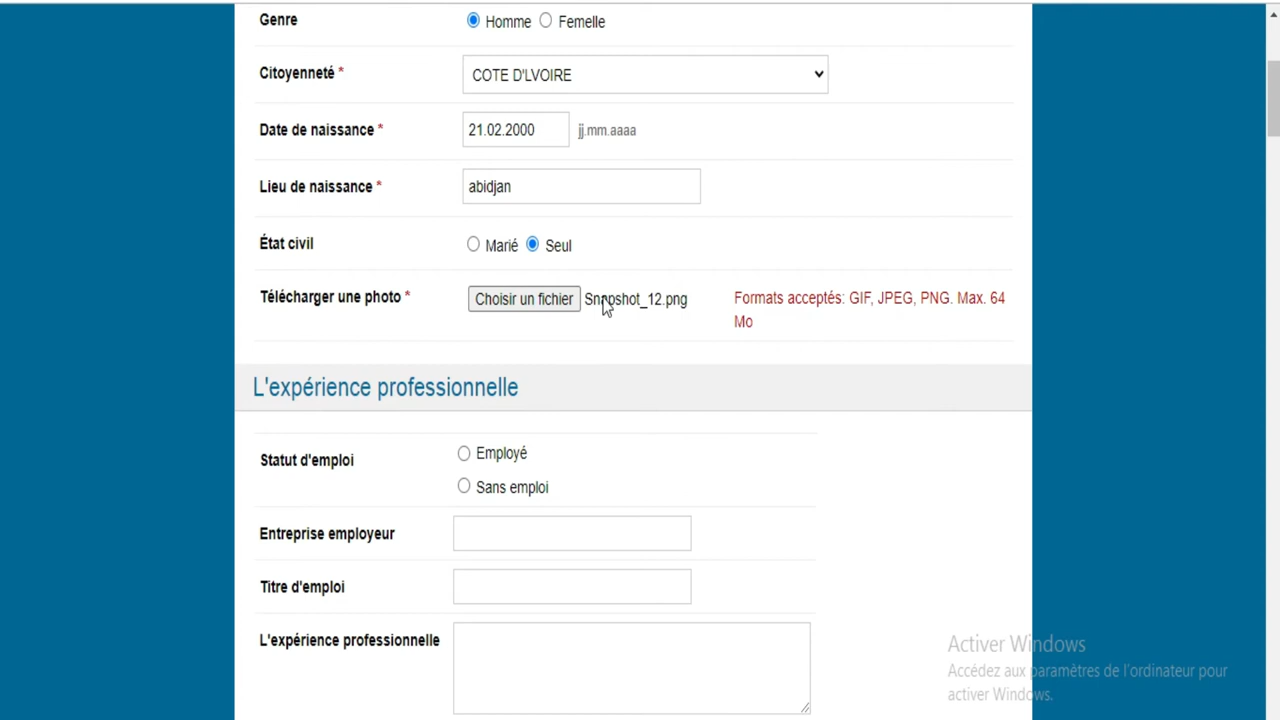 Genre
Homme Femelle
Citoyenneté *
COTE D'LVOIRE
Date de naissance *
21.02.2000 jj.mm.aaaa
Lieu de naissance *
abidjan
État civil
Marié Seul
Télécharger une photo *
Choisir un fichier Snapshot_12.png
Formats acceptés: GIF, JPEG, PNG. Max. 64
Mo
L'expérience professionnelle
Statut d'emploi
Employé
Sans emploi
Entreprise employeur
Titre d'emploi
L'expérience professionnelle
Activer Windows
Accédez aux paramètres de l'ordinateur pour
activer Windows.